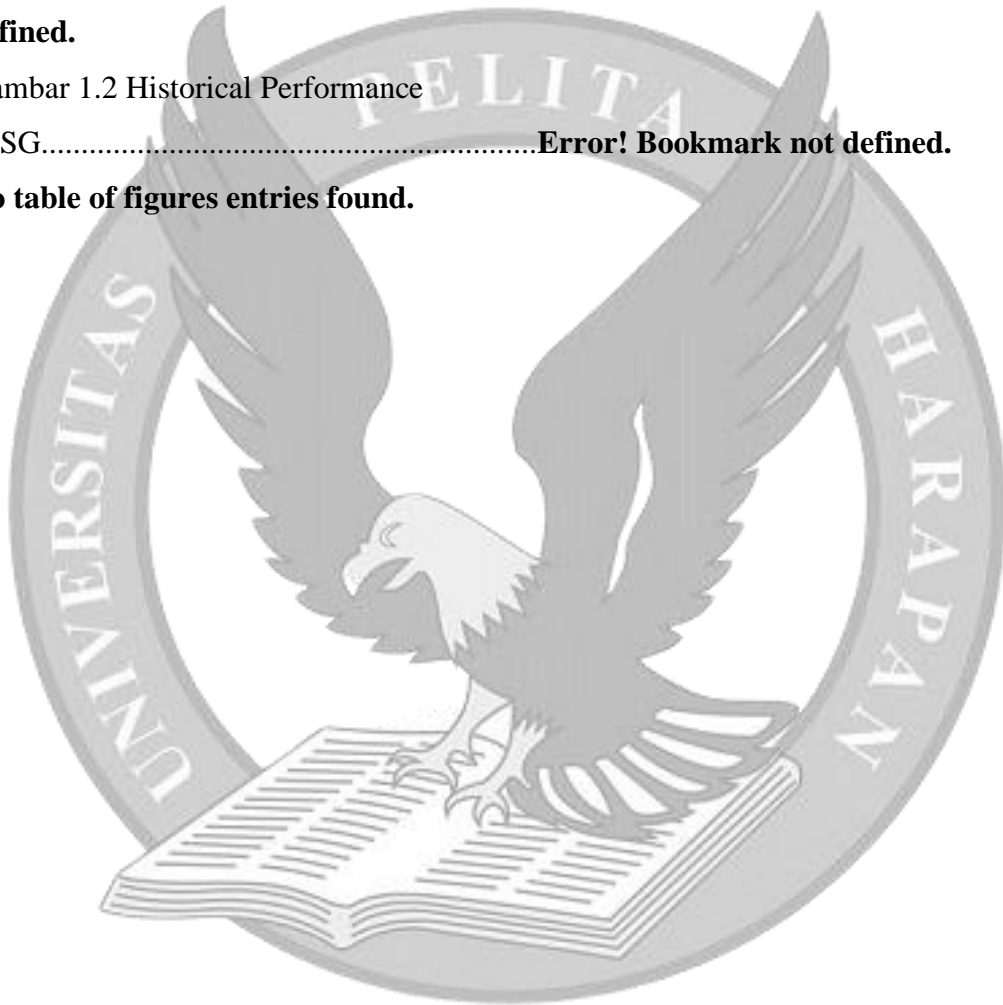 fined.
ambar 1.2 Historical Performance
SG..............................................................Error! Bookmark not defined.
o table of figures entries found.
UNIVERSITAS PELITA HARAPAN